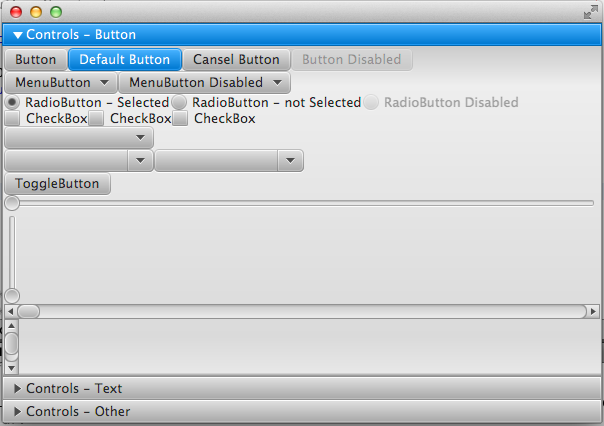 Controls – Button
Button Default Button Cansel Button Button Disabled
MenuButton MenuButton Disabled
RadioButton – Selected RadioButton – not Selected RadioButton Disabled
CheckBox CheckBox CheckBox
ToggleButton
Controls – Text
Controls – Other